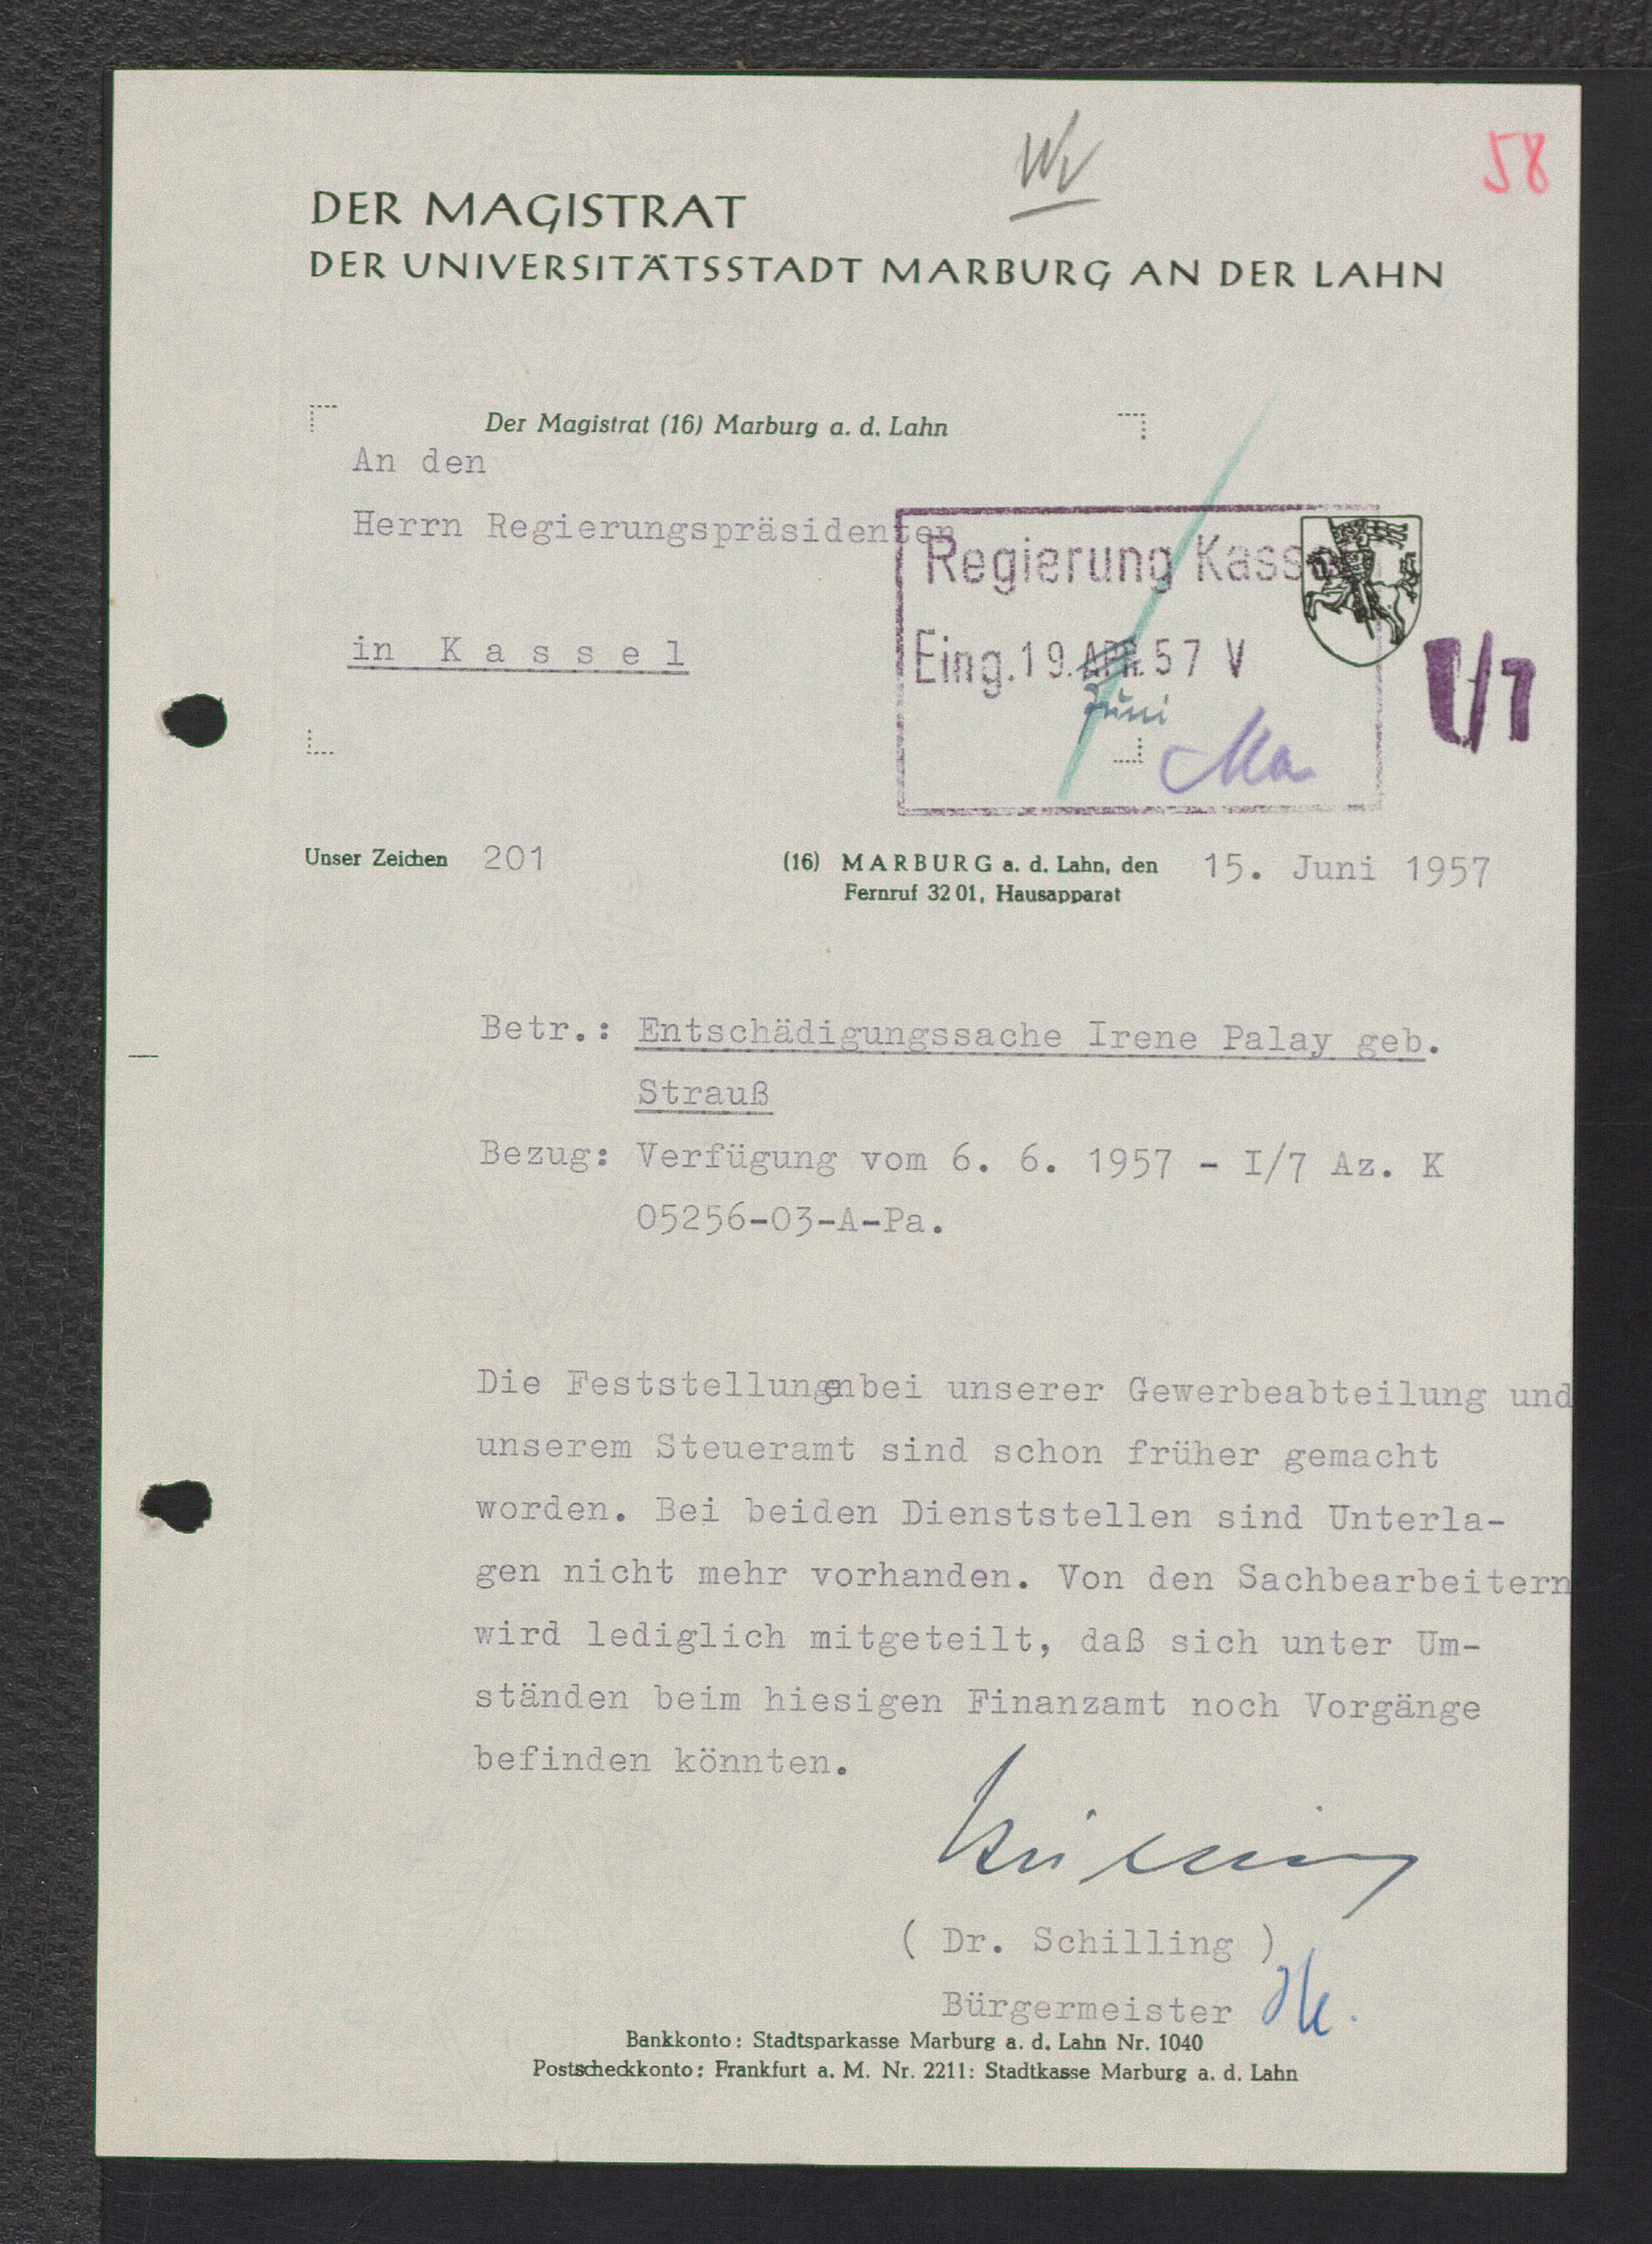 58
DER MAGISTRAT
DER UNIVERSITÄTSSTADT MARBURG AN DER LAHN
Der Magistrat (16) Marburg a. d. Lahn
An den
Herrn Regierungspräsidenten
in Kassel
Regierung Kassel
Eing. 19. APR. 57 V
Juni
Ma
I/7
Unser Zeichen 201
(16) MARBURG a. d. Lahn, den 15. Juni 1957
Fernruf 32 01, Hausapparat
Betr.: Entschädigungssache Irene Palay geb.
Strauß
Bezug: Verfügung vom 6. 6. 1957 - I/7 Az. K
05256-03-A-Pa.
Die Feststellungen bei unserer Gewerbeabteilung und
unserem Steueramt sind schon früher gemacht
worden. Bei beiden Dienststellen sind Unterla-
gen nicht mehr vorhanden. Von den Sachbearbeitern
wird lediglich mitgeteilt, daß sich unter Um-
ständen beim hiesigen Finanzamt noch Vorgänge
befinden könnten.
( Dr. Schilling )
Bürgermeister
Bankkonto: Stadtsparkasse Marburg a. d. Lahn Nr. 1040
Postscheckkonto: Frankfurt a. M. Nr. 2211: Stadtkasse Marburg a. d. Lahn